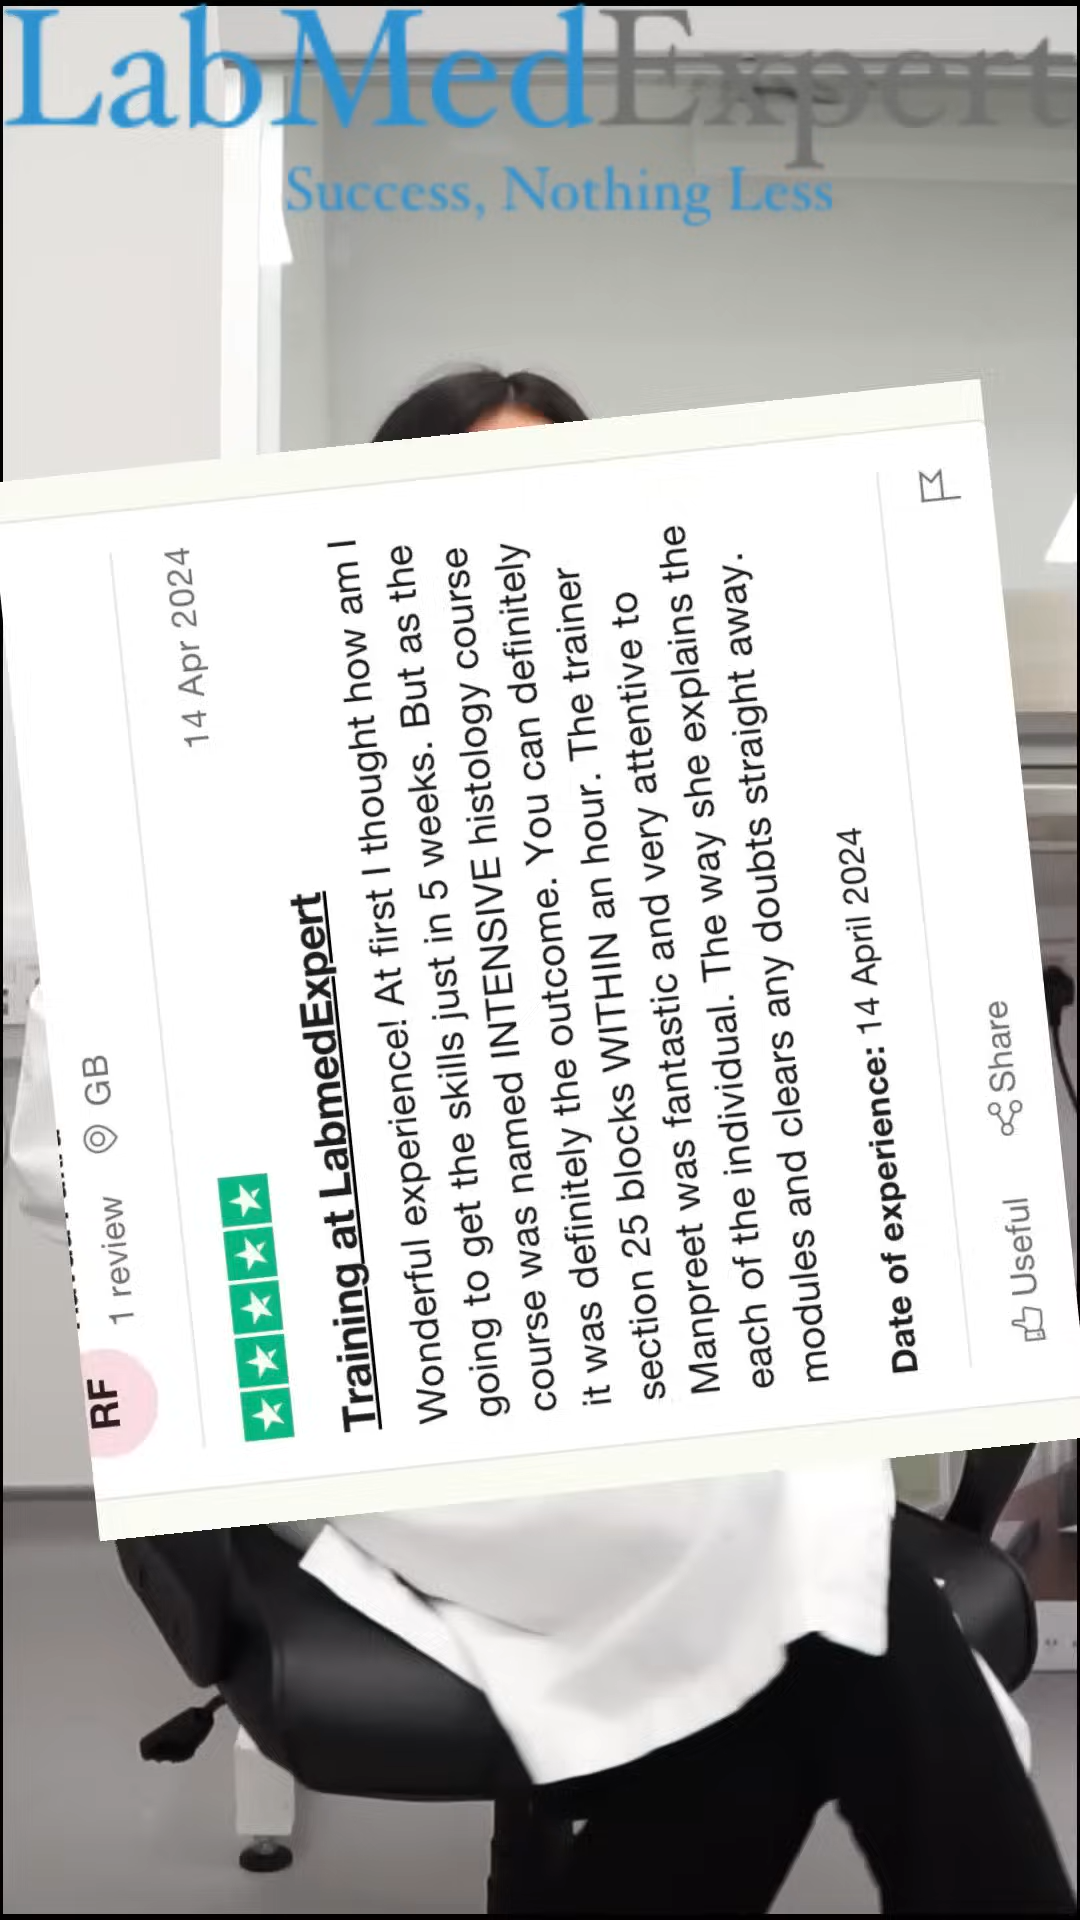 LabMedExpert
Success, Nothing Less
RF
1 review GB
14 Apr 2024
Training at LabmedExpert
Wonderful experience! At first I thought how am I
going to get the skills just in 5 weeks. But as the
course was named INTENSIVE histology course
it was definitely the outcome. You can definitely
section 25 blocks WITHIN an hour. The trainer
Manpreet was fantastic and very attentive to
each of the individual. The way she explains the
modules and clears any doubts straight away.
Date of experience: 14 April 2024
Useful Share